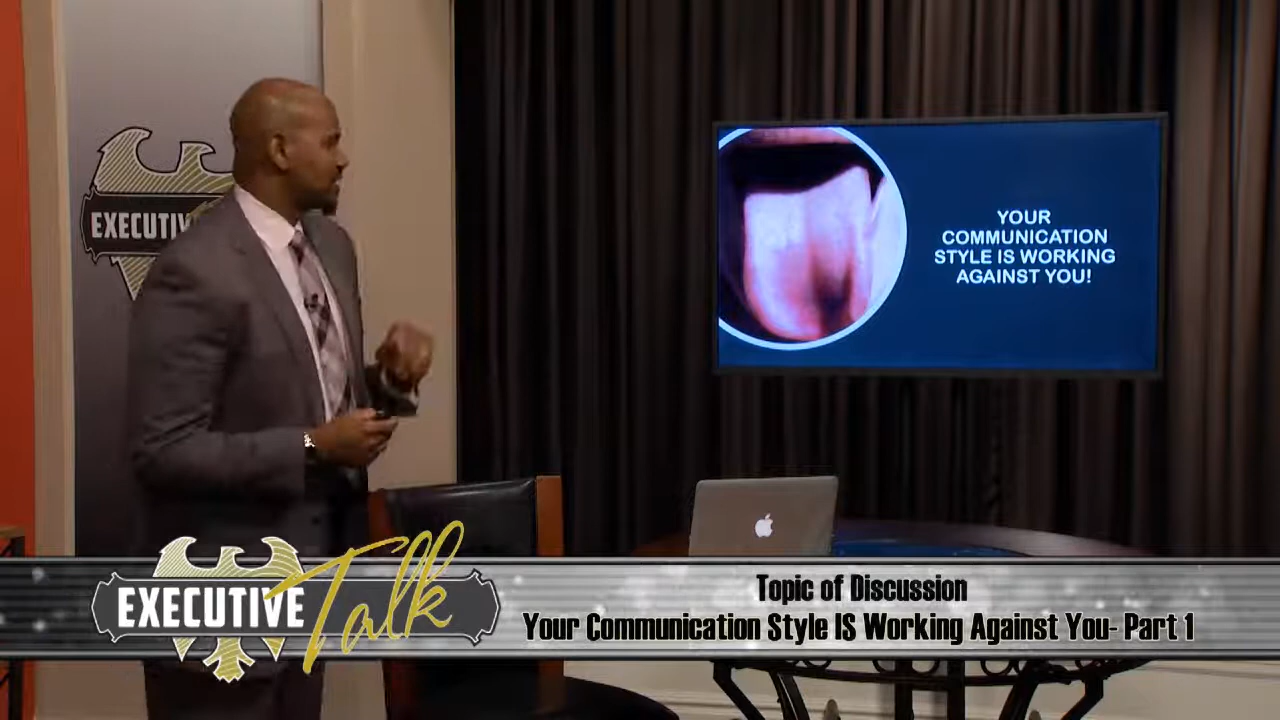 EXECUTIV
YOUR
COMMUNICATION
STYLE IS WORKING
AGAINST YOU!
EXECUTIVE Talk
Topic of Discussion
Your Communication Style IS Working Against You- Part 1